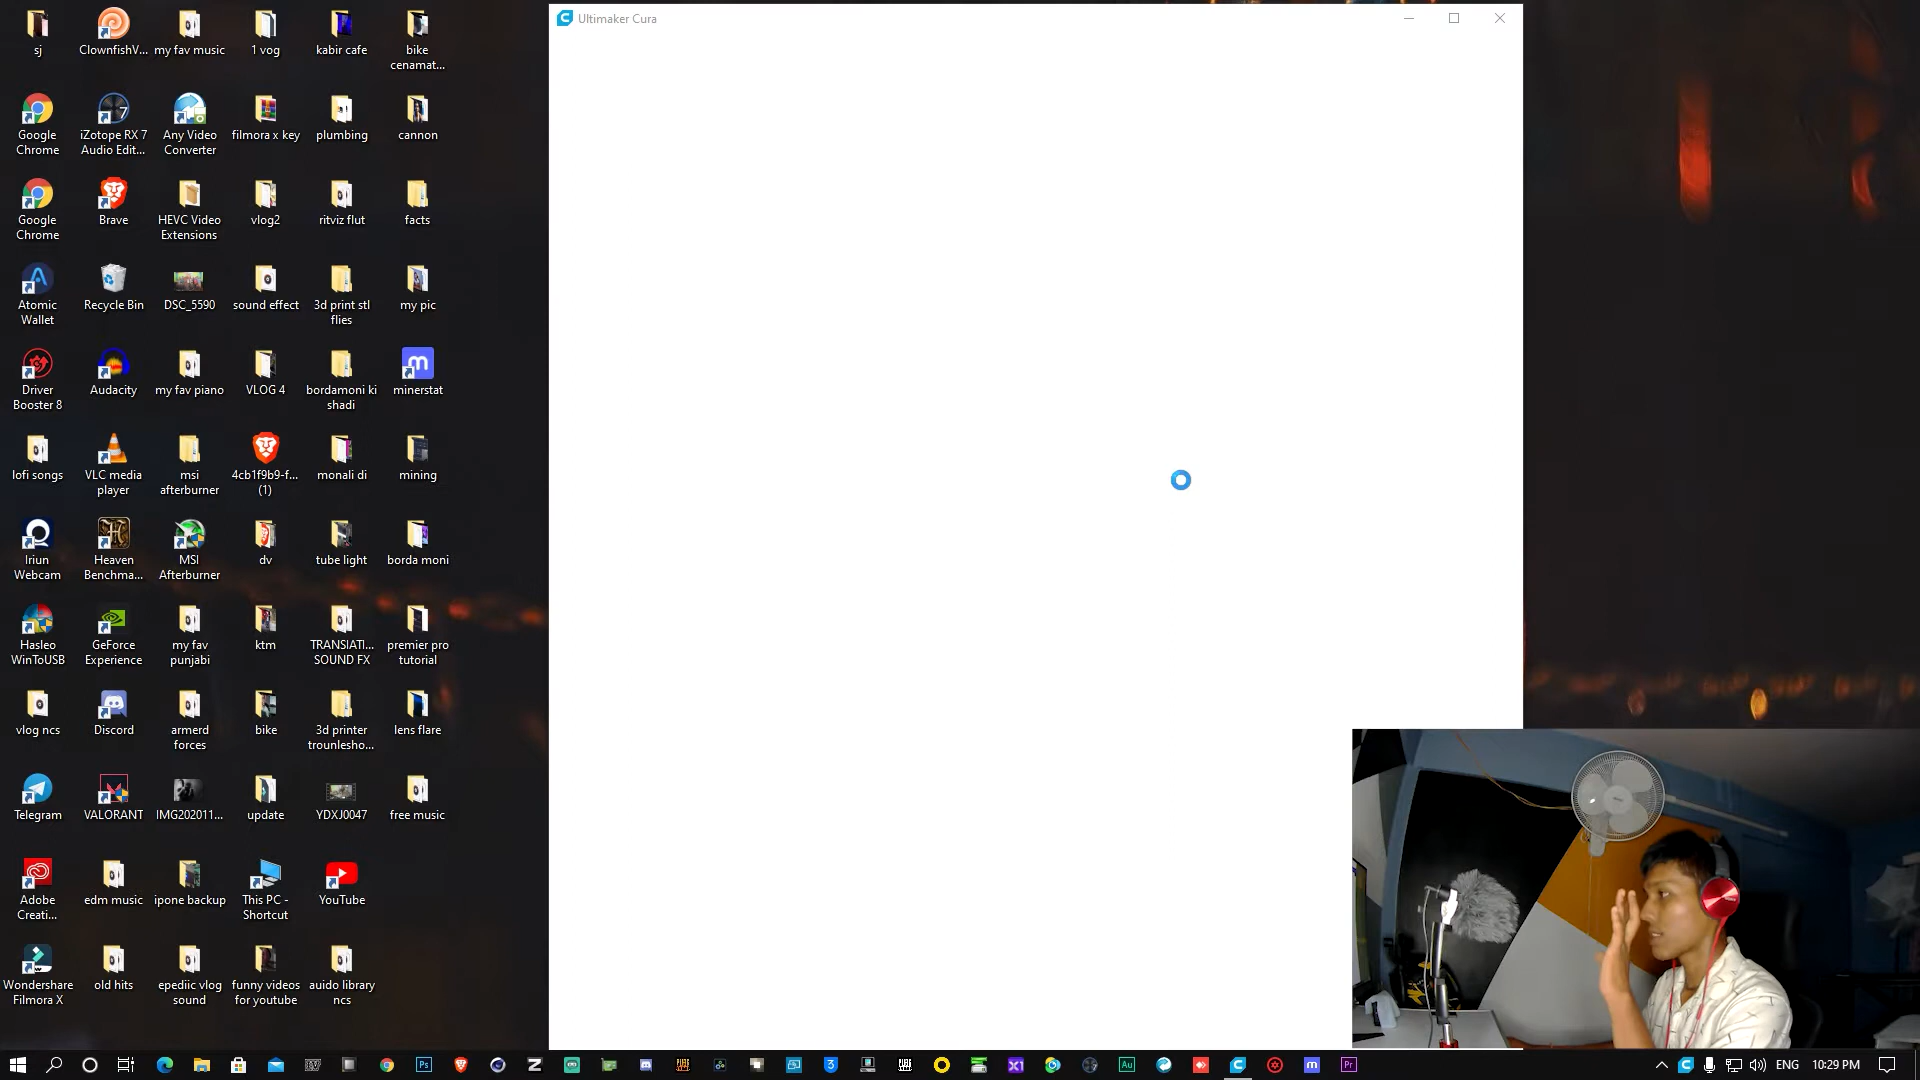 Ultimaker Cura
sj
ClownfishV...
my fav music
1 vog
kabir cafe
bike
cenamat...
Google
Chrome
iZotope RX 7
Audio Edit...
Any Video
Converter
filmora x key
plumbing
cannon
Google
Chrome
Brave
HEVC Video
Extensions
vlog2
ritviz flut
facts
Atomic
Wallet
Recycle Bin
DSC_5590
sound effect
3d print stl
flies
my pic
Driver
Booster 8
Audacity
my fav piano
VLOG 4
bordamoni ki
shadi
minerstat
lofi songs
VLC media
player
msi
afterburner
4cb1f9b9-f...
(1)
monali di
mining
Iriun
Webcam
Heaven
Benchma...
MSI
Afterburner
dv
tube light
borda moni
Hasleo
WinToUSB
GeForce
Experience
my fav
punjabi
ktm
TRANSIATI...
SOUND FX
premier pro
tutorial
vlog ncs
Discord
armerd
forces
bike
3d printer
trounlesho...
lens flare
Telegram
VALORANT
IMG202011...
update
YDXJ0047
free music
Adobe
Creati...
edm music
ipone backup
This PC -
Shortcut
YouTube
Wondershare
Filmora X
old hits
epediic vlog
sound
funny videos
for youtube
auido library
ncs
ENG
10:29 PM